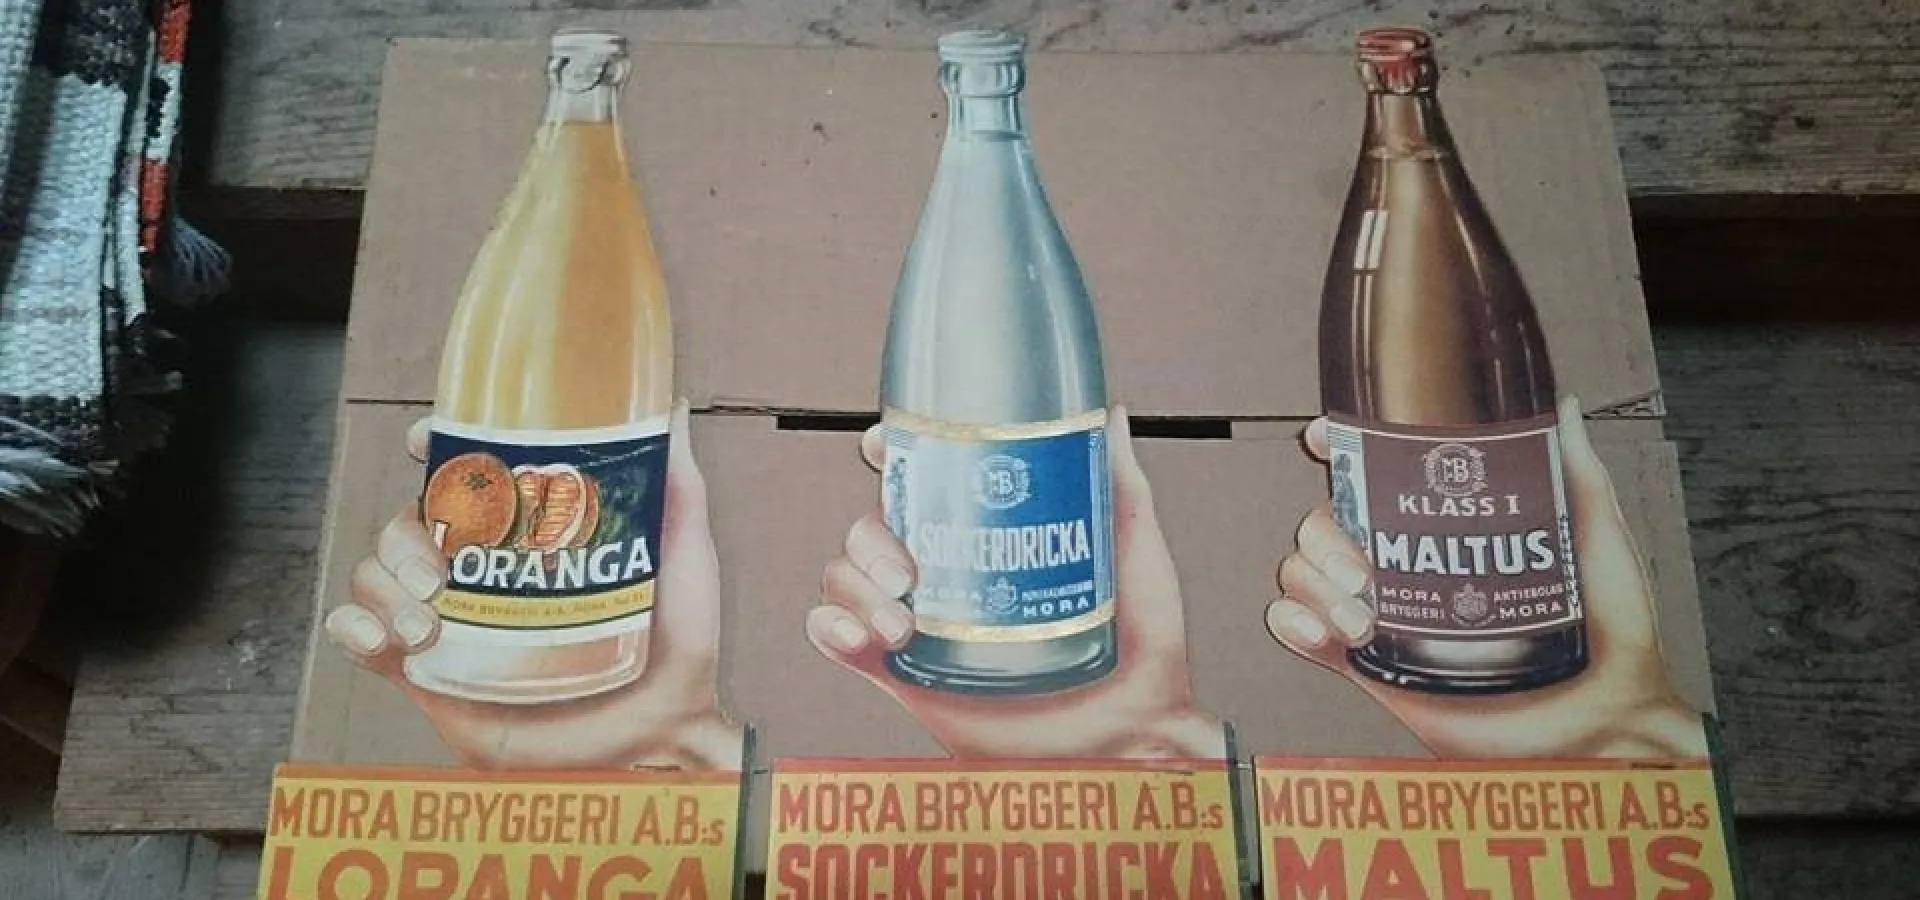 LORANGA
MORA BRYGGERI A.B. MORA
MB
SOCKERDRICKA
MORA
MORA
MB
KLASS I
MALTUS
MORA BRYGGERI
AKTIEBOLAG MORA
MORA BRYGGERI A.B:s
LORANGA
MORA BRYGGERI A.B:s
SOCKERDRICKA
MORA BRYGGERI A.B:s
MALTUS